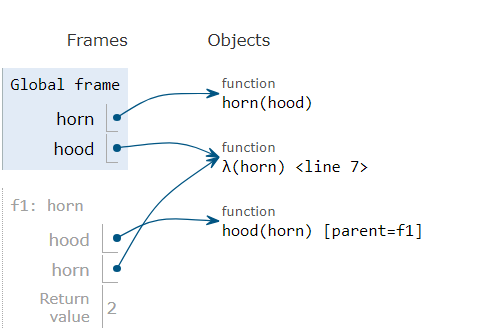 Frames Objects
Global frame
function
horn(hood)
horn
hood
function
λ(horn) <line 7>
f1: horn
function
hood(horn) [parent=f1]
hood
horn
Return
value 2